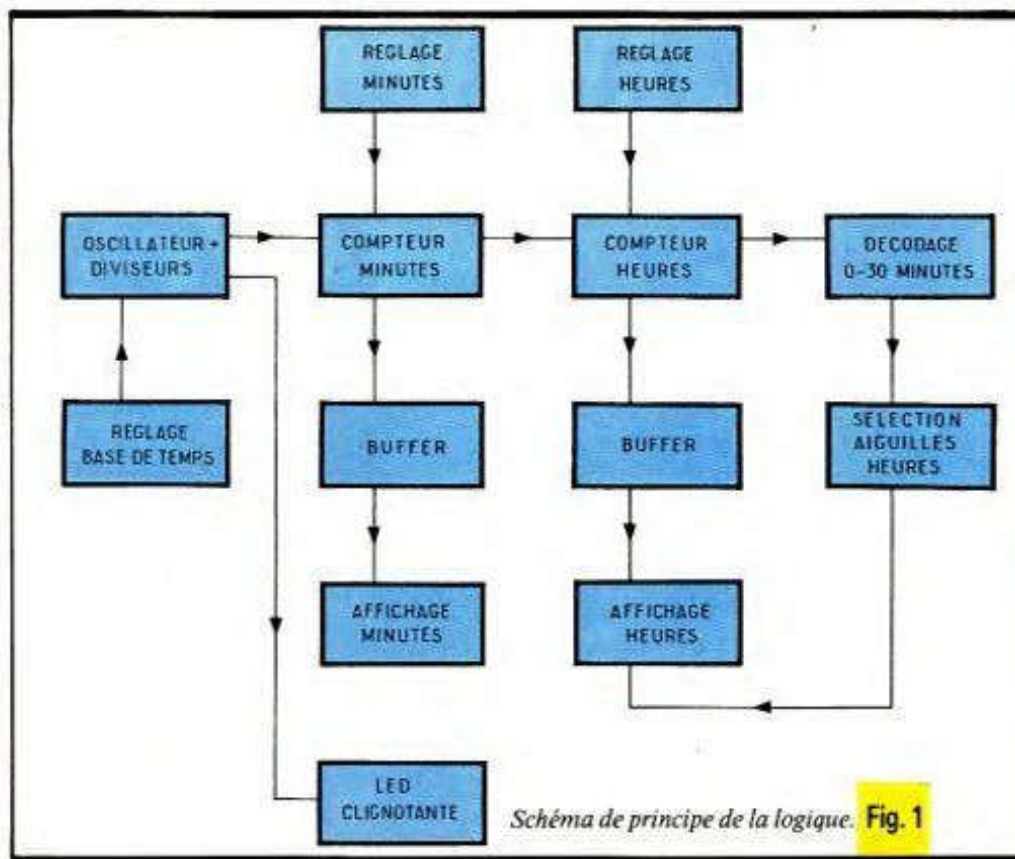 REGLAGE
MINUTES
REGLAGE
HEURES
OSCILLATEUR +
DIVISEURS
COMPTEUR
MINUTES
COMPTEUR
HEURES
DECODAGE
0-30 MINUTES
REGLAGE
BASE DE TEMPS
BUFFER
BUFFER
SELECTION
AIGUILLES
HEURES
AFFICHAGE
MINUTES
AFFICHAGE
HEURES
LED
CLIGNOTANTE
Schéma de principe de la logique. Fig. 1